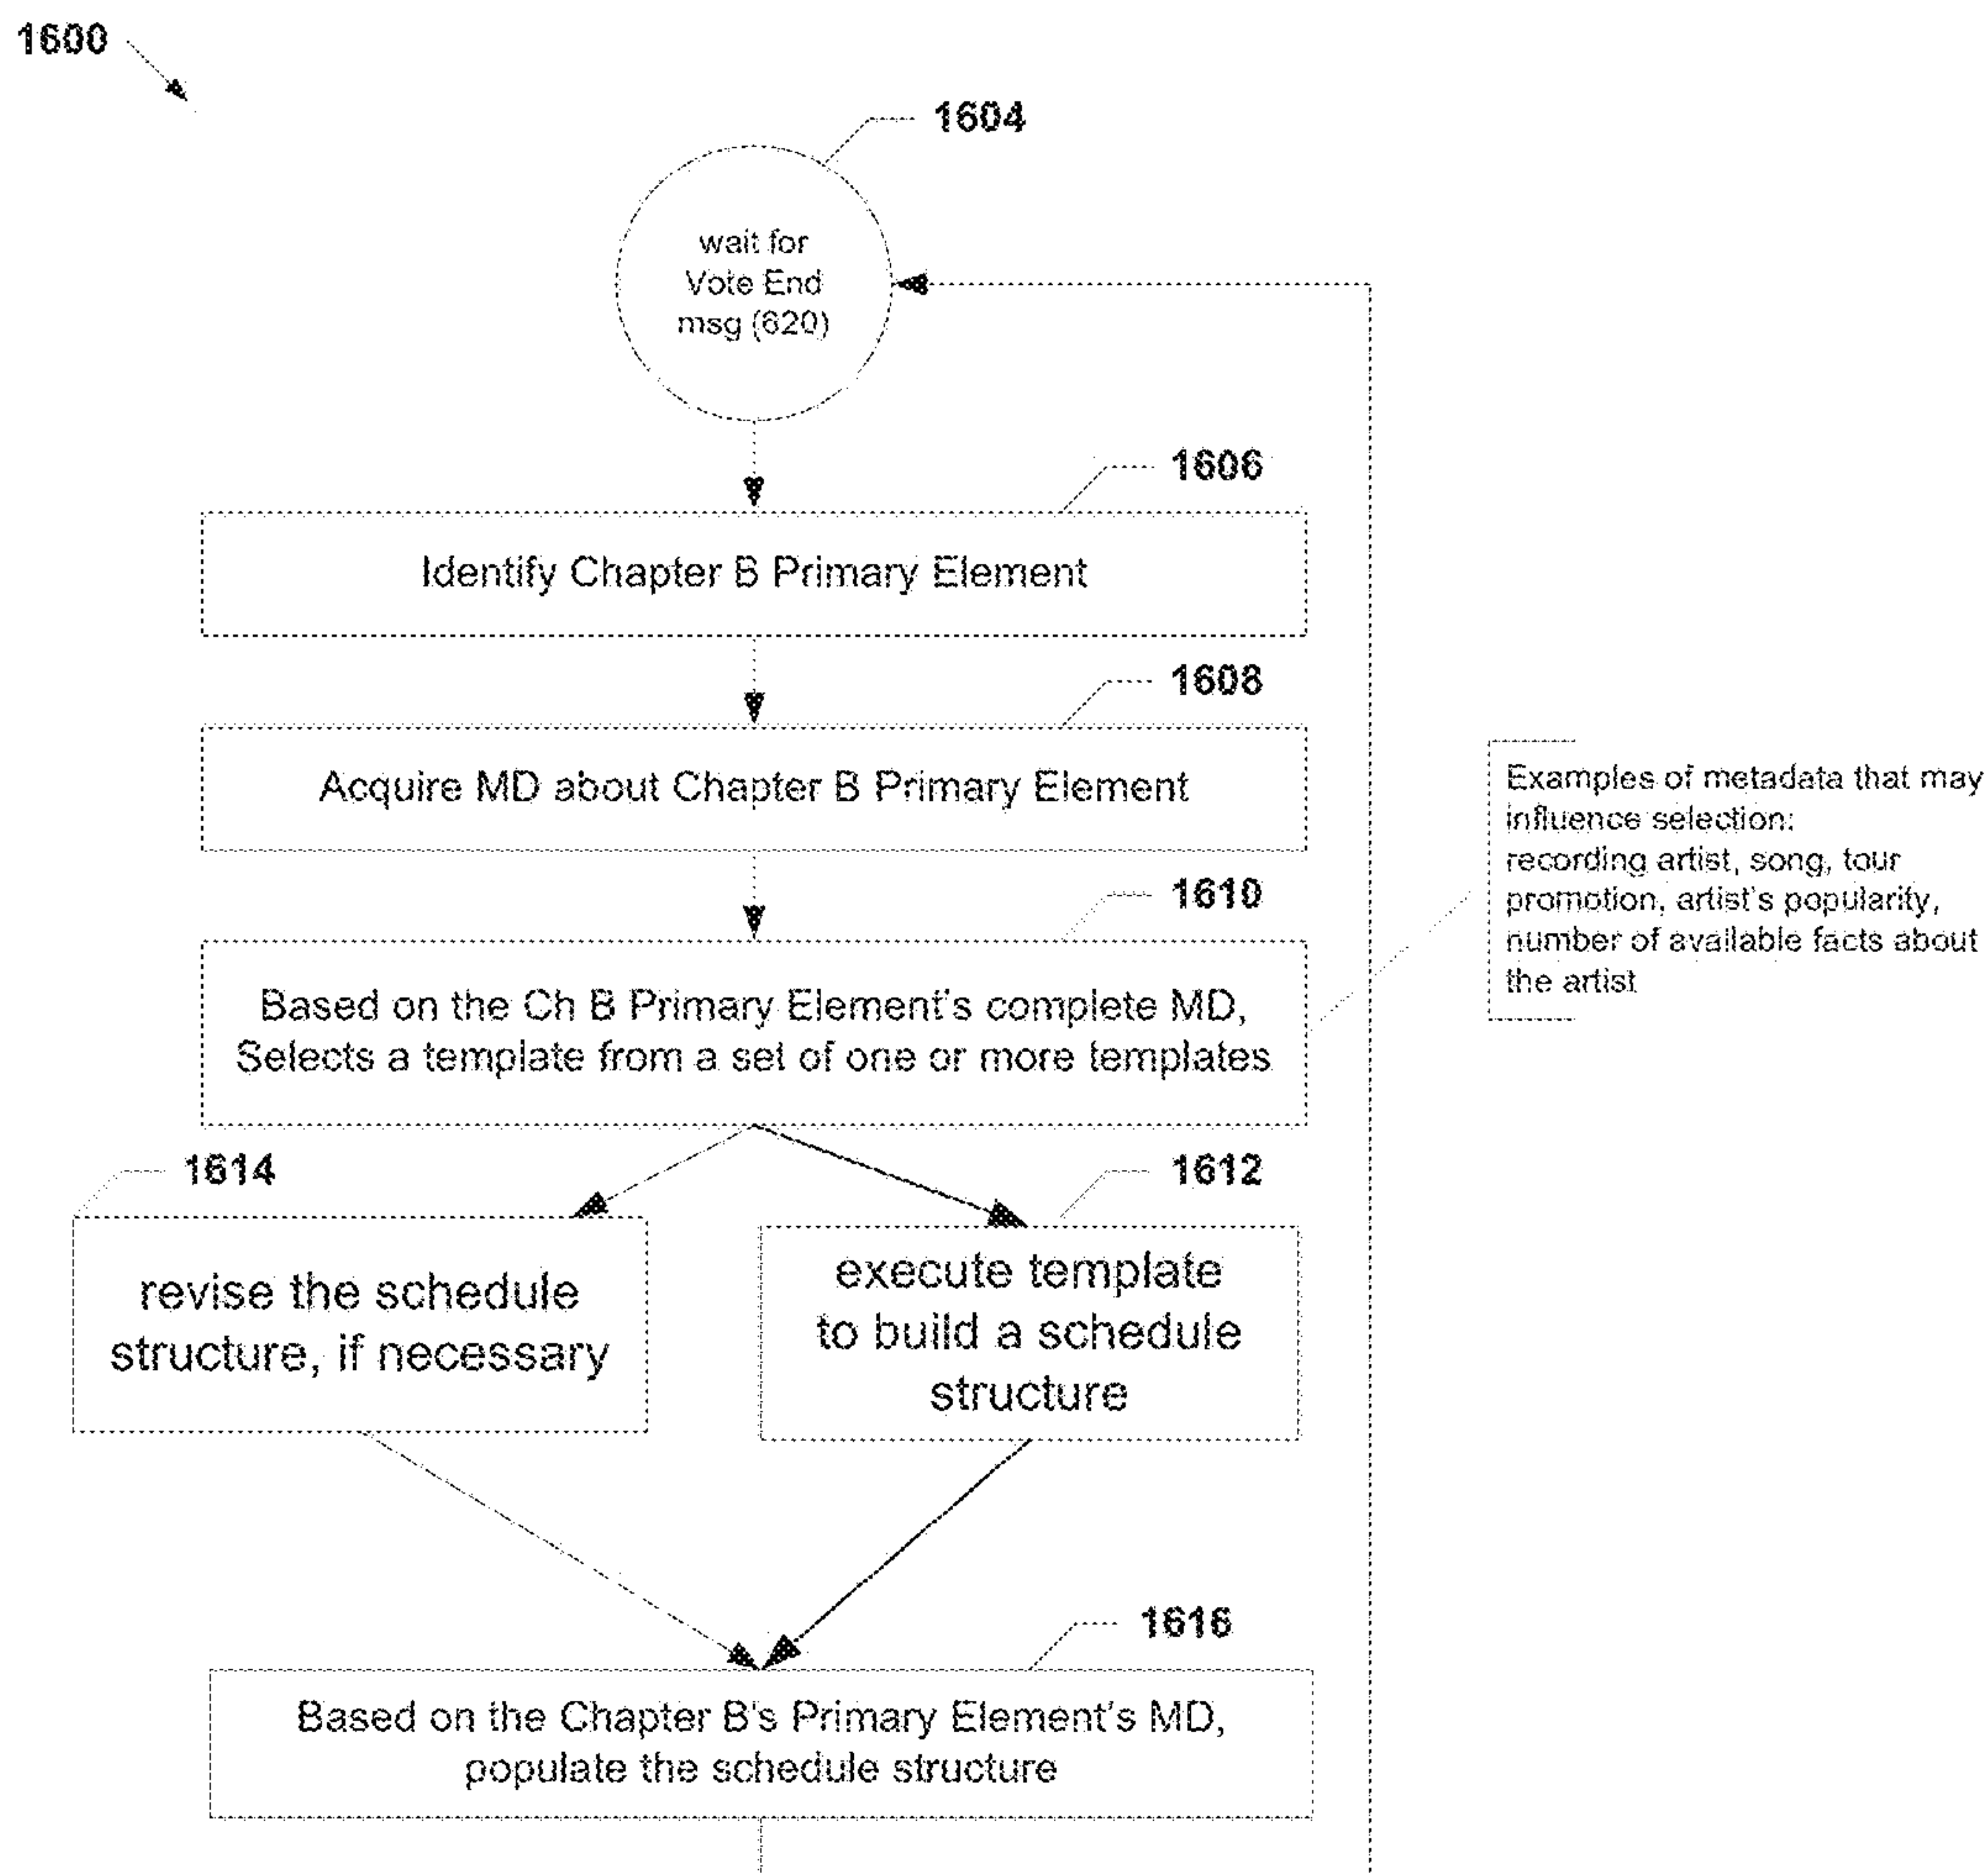 1600
1604
wait for
Vote End
msg (620)
1606
Identify Chapter B Primary Element
1608
Acquire MD about Chapter B Primary Element
Examples of metadata that may
influence selection:
recording artist, song, tour
promotion, artist's popularity,
number of available facts about
the artist
1610
Based on the Ch B Primary Element's complete MD,
Selects a template from a set of one or more templates
1614
1612
revise the schedule
structure, if necessary
execute template
to build a schedule
structure
1616
Based on the Chapter B's Primary Element's MD,
populate the schedule structure